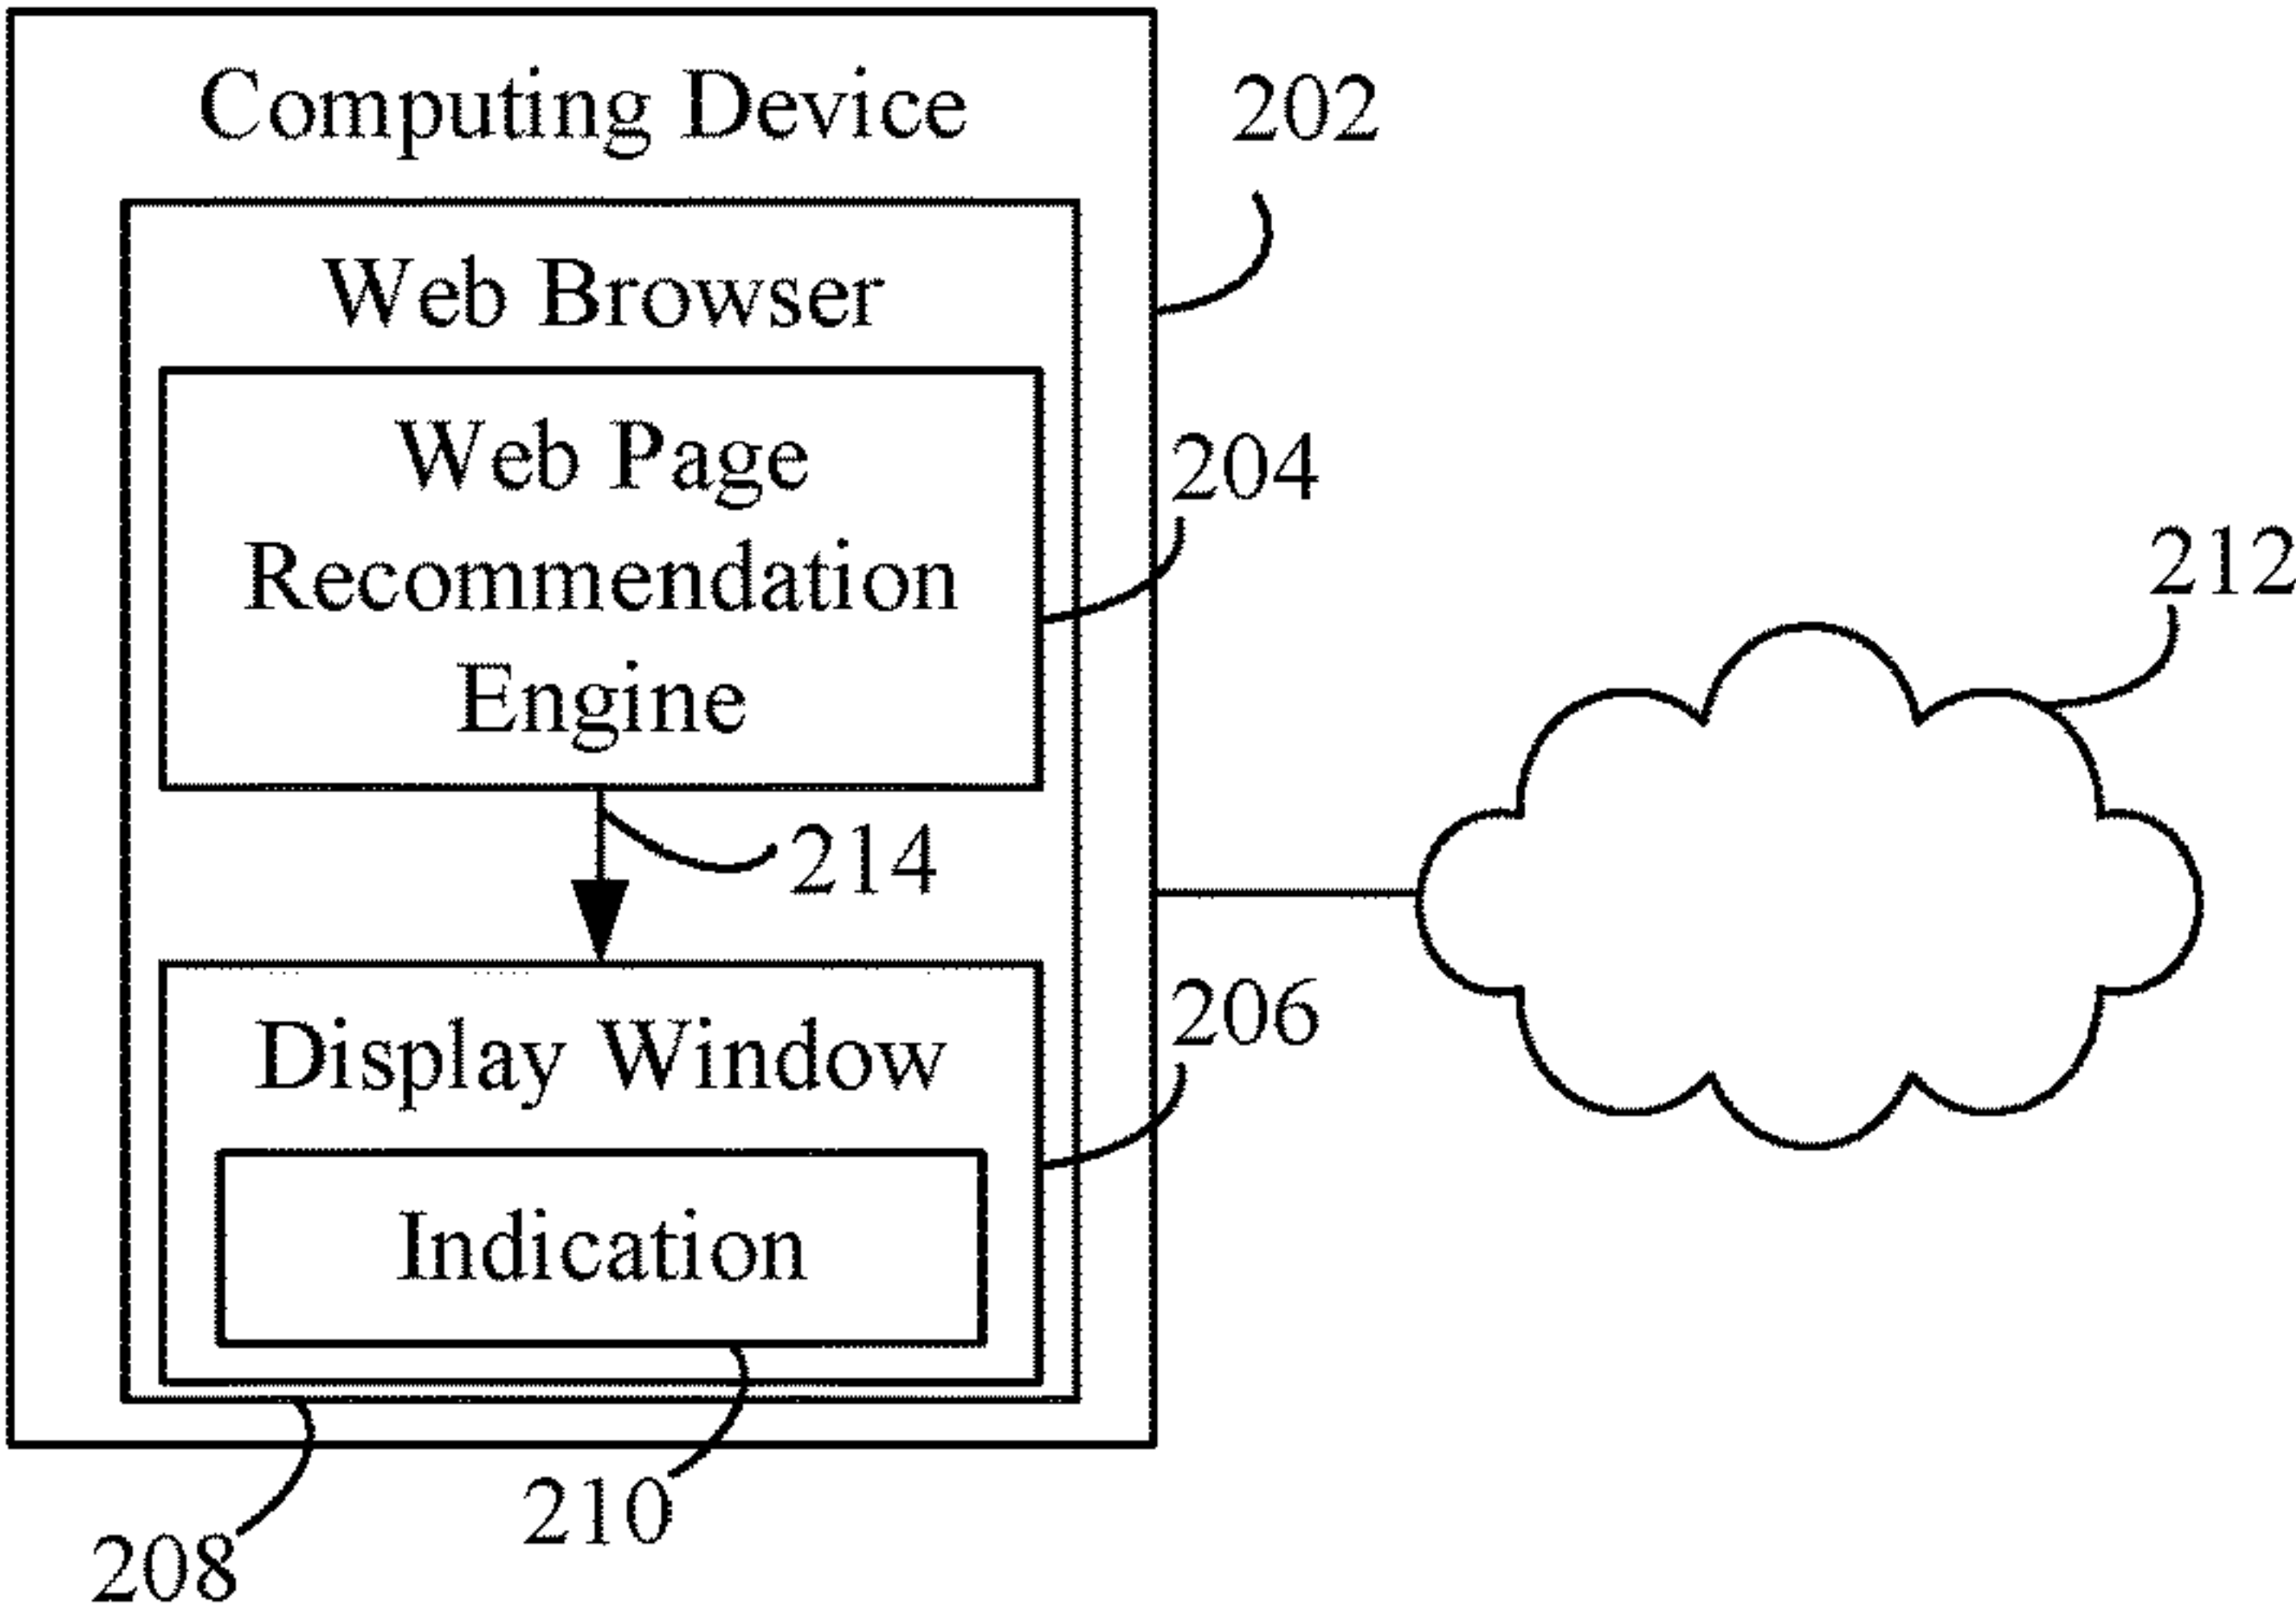 Computing Device
202
Web Browser
Web Page
Recommendation
Engine
204
212
214
Display Window
206
Indication
210
208